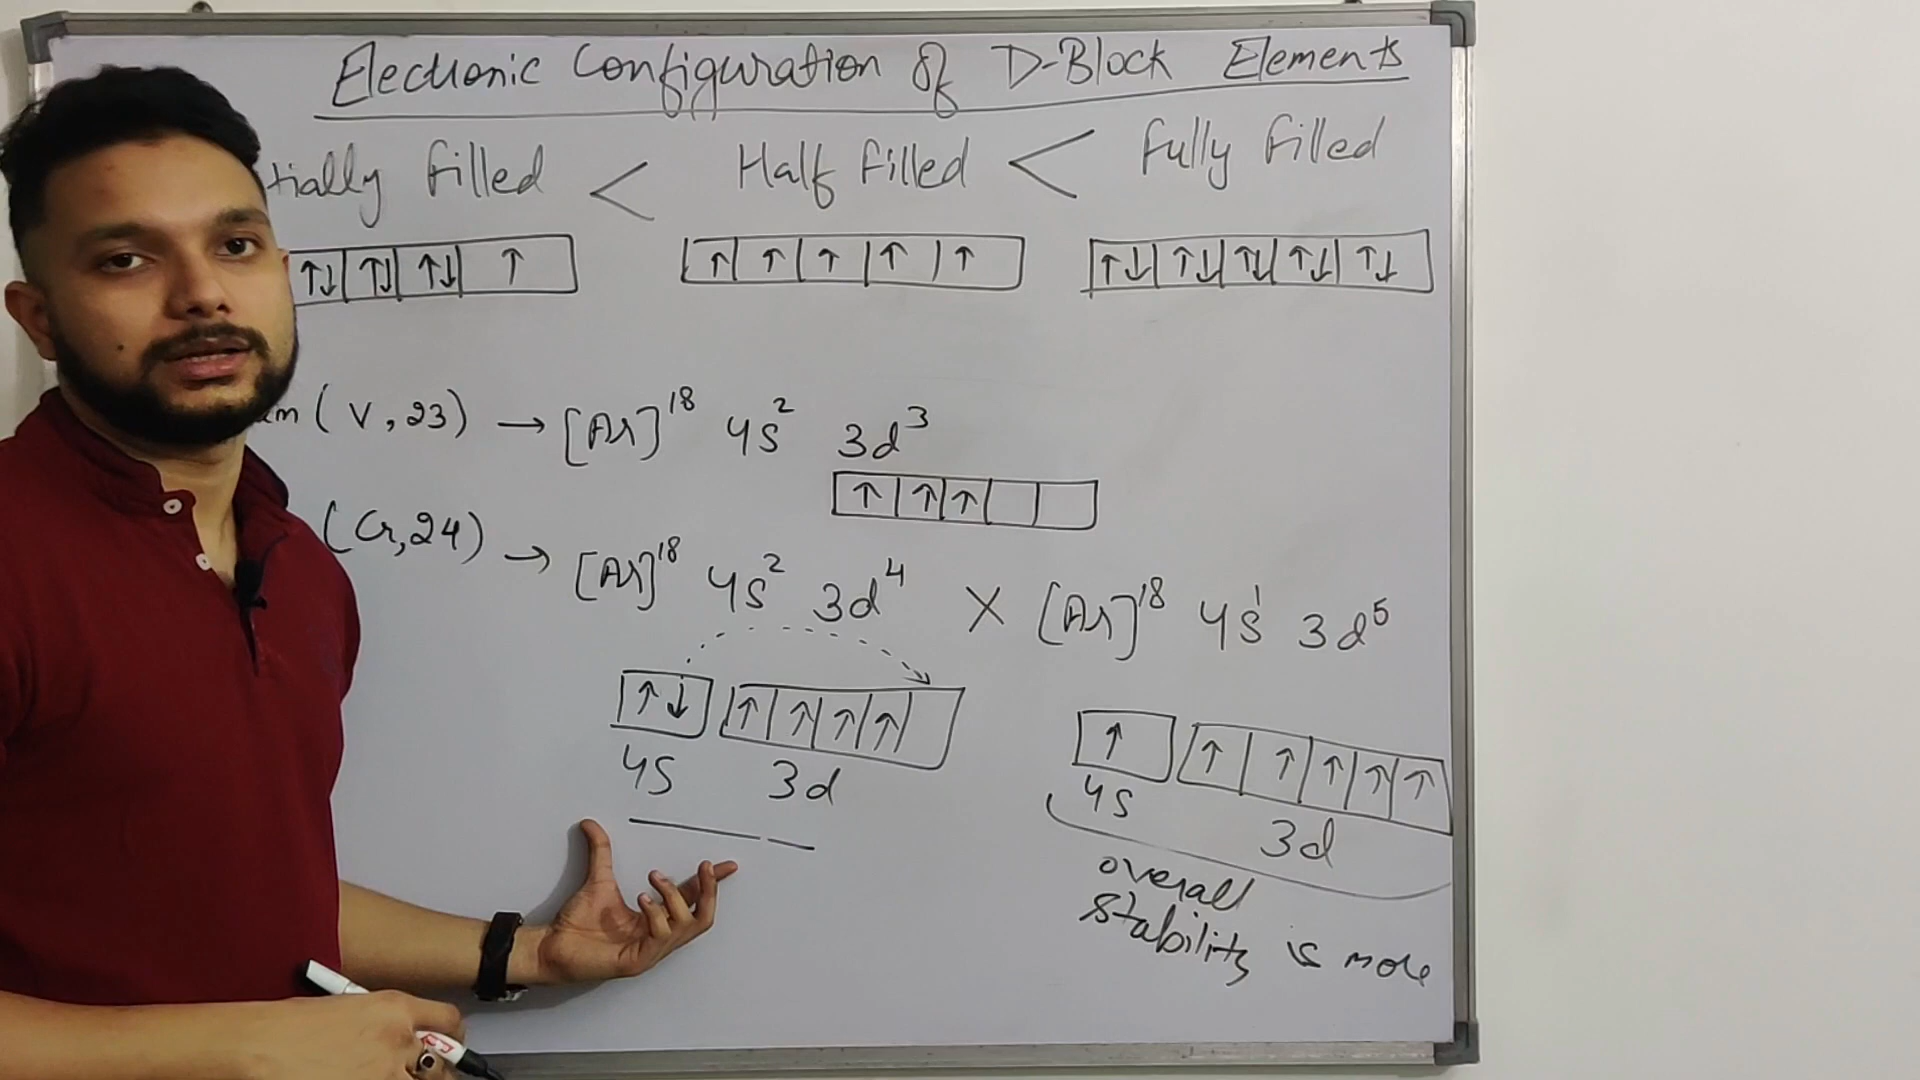 Electronic Configuration of D-Block Elements
tially filled < Half filled < fully filled
↑↓ ↑↓ ↑↓ ↑
↑ ↑ ↑ ↑ ↑
↑↓ ↑↓ ↑↓ ↑↓ ↑↓
um (V, 23) → [Ar]¹⁸ 4s² 3d³
↑ ↑ ↑
(Cr, 24) → [Ar]¹⁸ 4s² 3d⁴ X [Ar]¹⁸ 4s¹ 3d⁵
↑↓ ↑ ↑ ↑ ↑
4s 3d
↑ ↑ ↑ ↑ ↑ ↑
4s 3d
overall
stability is more